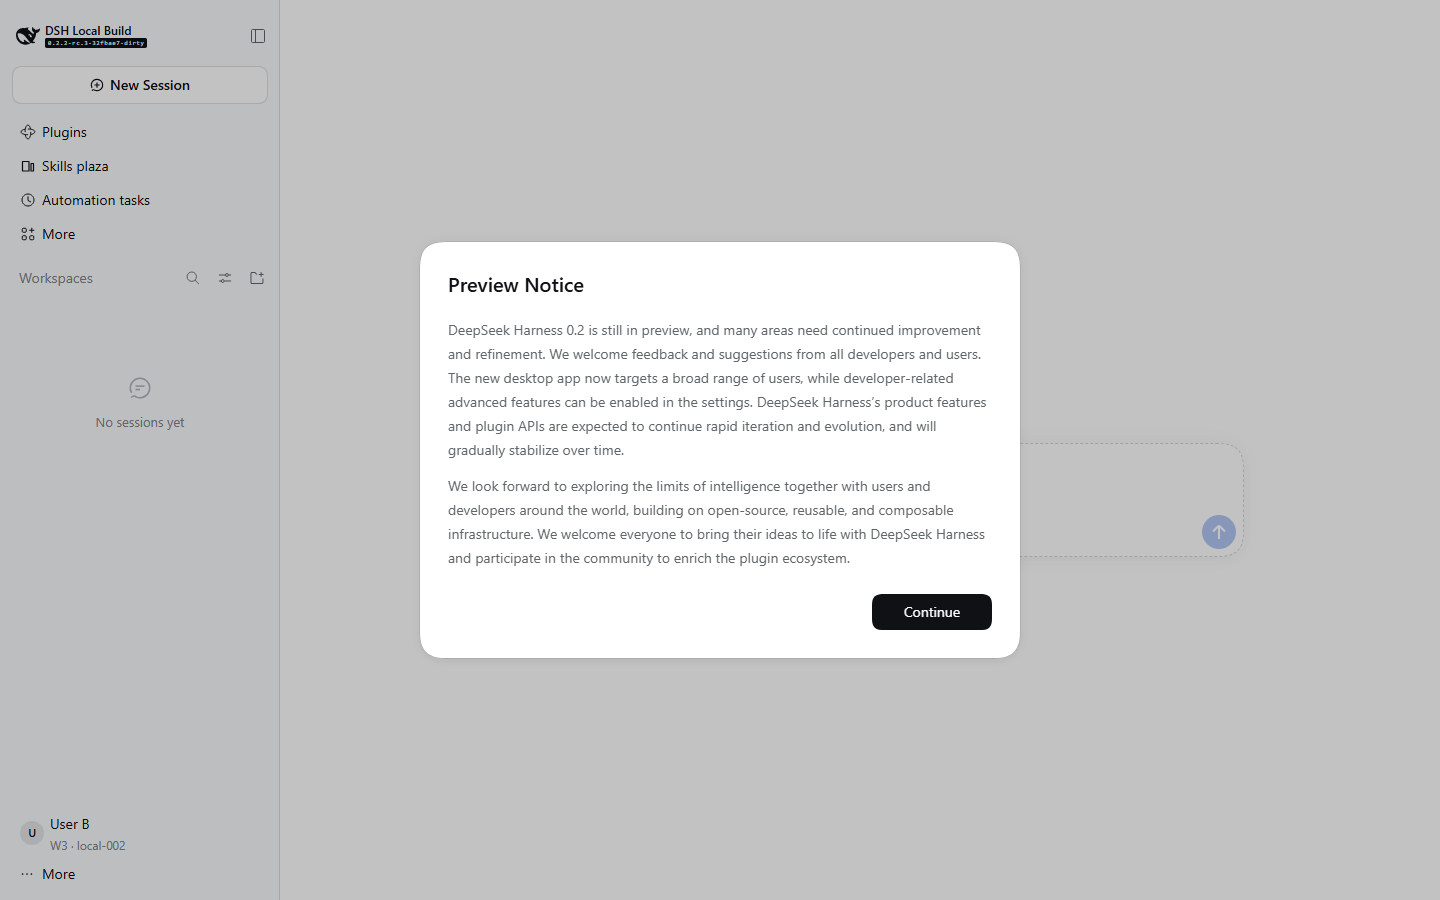 DSH Local Build
0.2.2-rc.3-32fbae7-dirty
New Session
Plugins
Skills plaza
Automation tasks
More
Workspaces
No sessions yet
Preview Notice
DeepSeek Harness 0.2 is still in preview, and many areas need continued improvement
and refinement. We welcome feedback and suggestions from all developers and users.
The new desktop app now targets a broad range of users, while developer-related
advanced features can be enabled in the settings. DeepSeek Harness’s product features
and plugin APIs are expected to continue rapid iteration and evolution, and will
gradually stabilize over time.
We look forward to exploring the limits of intelligence together with users and
developers around the world, building on open-source, reusable, and composable
infrastructure. We welcome everyone to bring their ideas to life with DeepSeek Harness
and participate in the community to enrich the plugin ecosystem.
Continue
U
User B
W3 · local-002
More